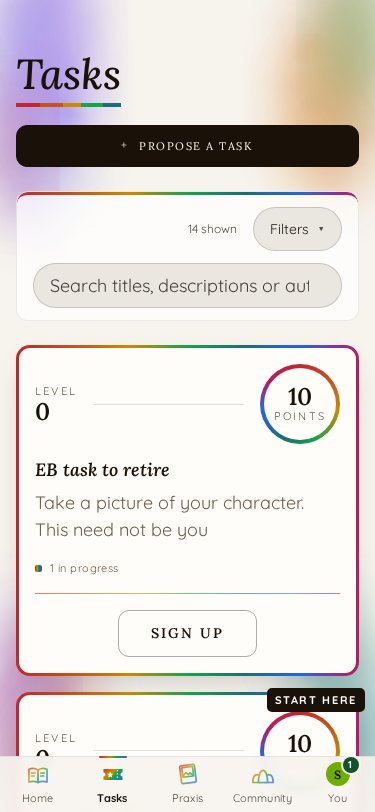 Tasks
+ PROPOSE A TASK
14 shown
Filters ▾
Search titles, descriptions or aut
LEVEL
0
10
POINTS
EB task to retire
Take a picture of your character.
This need not be you
1 in progress
SIGN UP
START HERE
LEVEL
0
10
S
1
Home
Tasks
Praxis
Community
You